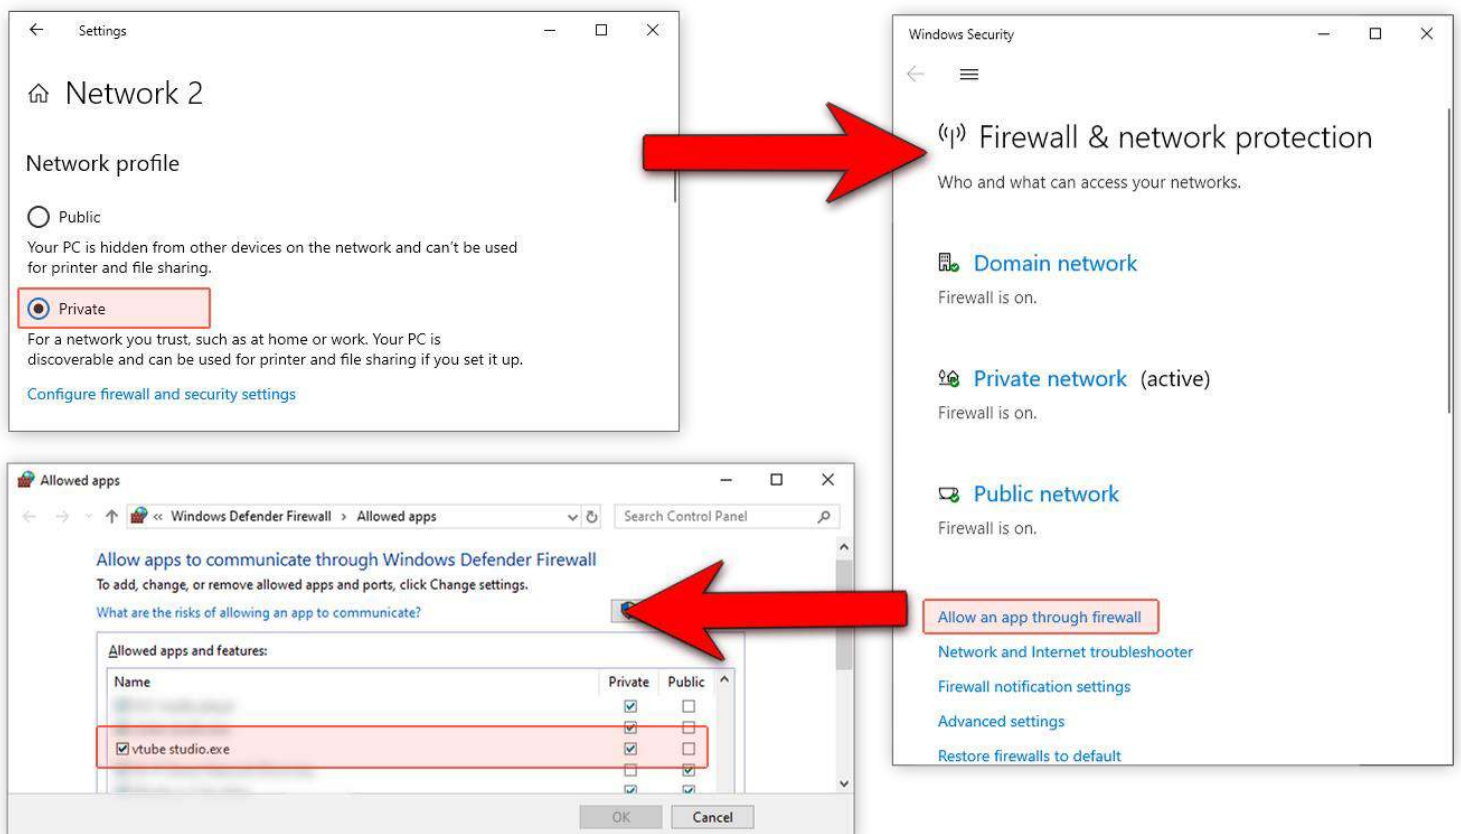 Settings
Network 2
Network profile
Public
Your PC is hidden from other devices on the network and can't be used
for printer and file sharing.
Private
For a network you trust, such as at home or work. Your PC is
discoverable and can be used for printer and file sharing if you set it up.
Configure firewall and security settings
Windows Security
Firewall & network protection
Who and what can access your networks.
Domain network
Firewall is on.
Private network (active)
Firewall is on.
Public network
Firewall is on.
Allow an app through firewall
Network and Internet troubleshooter
Firewall notification settings
Advanced settings
Restore firewalls to default
Allowed apps
« Windows Defender Firewall › Allowed apps
Search Control Panel
Allow apps to communicate through Windows Defender Firewall
To add, change, or remove allowed apps and ports, click Change settings.
What are the risks of allowing an app to communicate?
Allowed apps and features:
Name Private Public
vtube studio.exe
OK Cancel